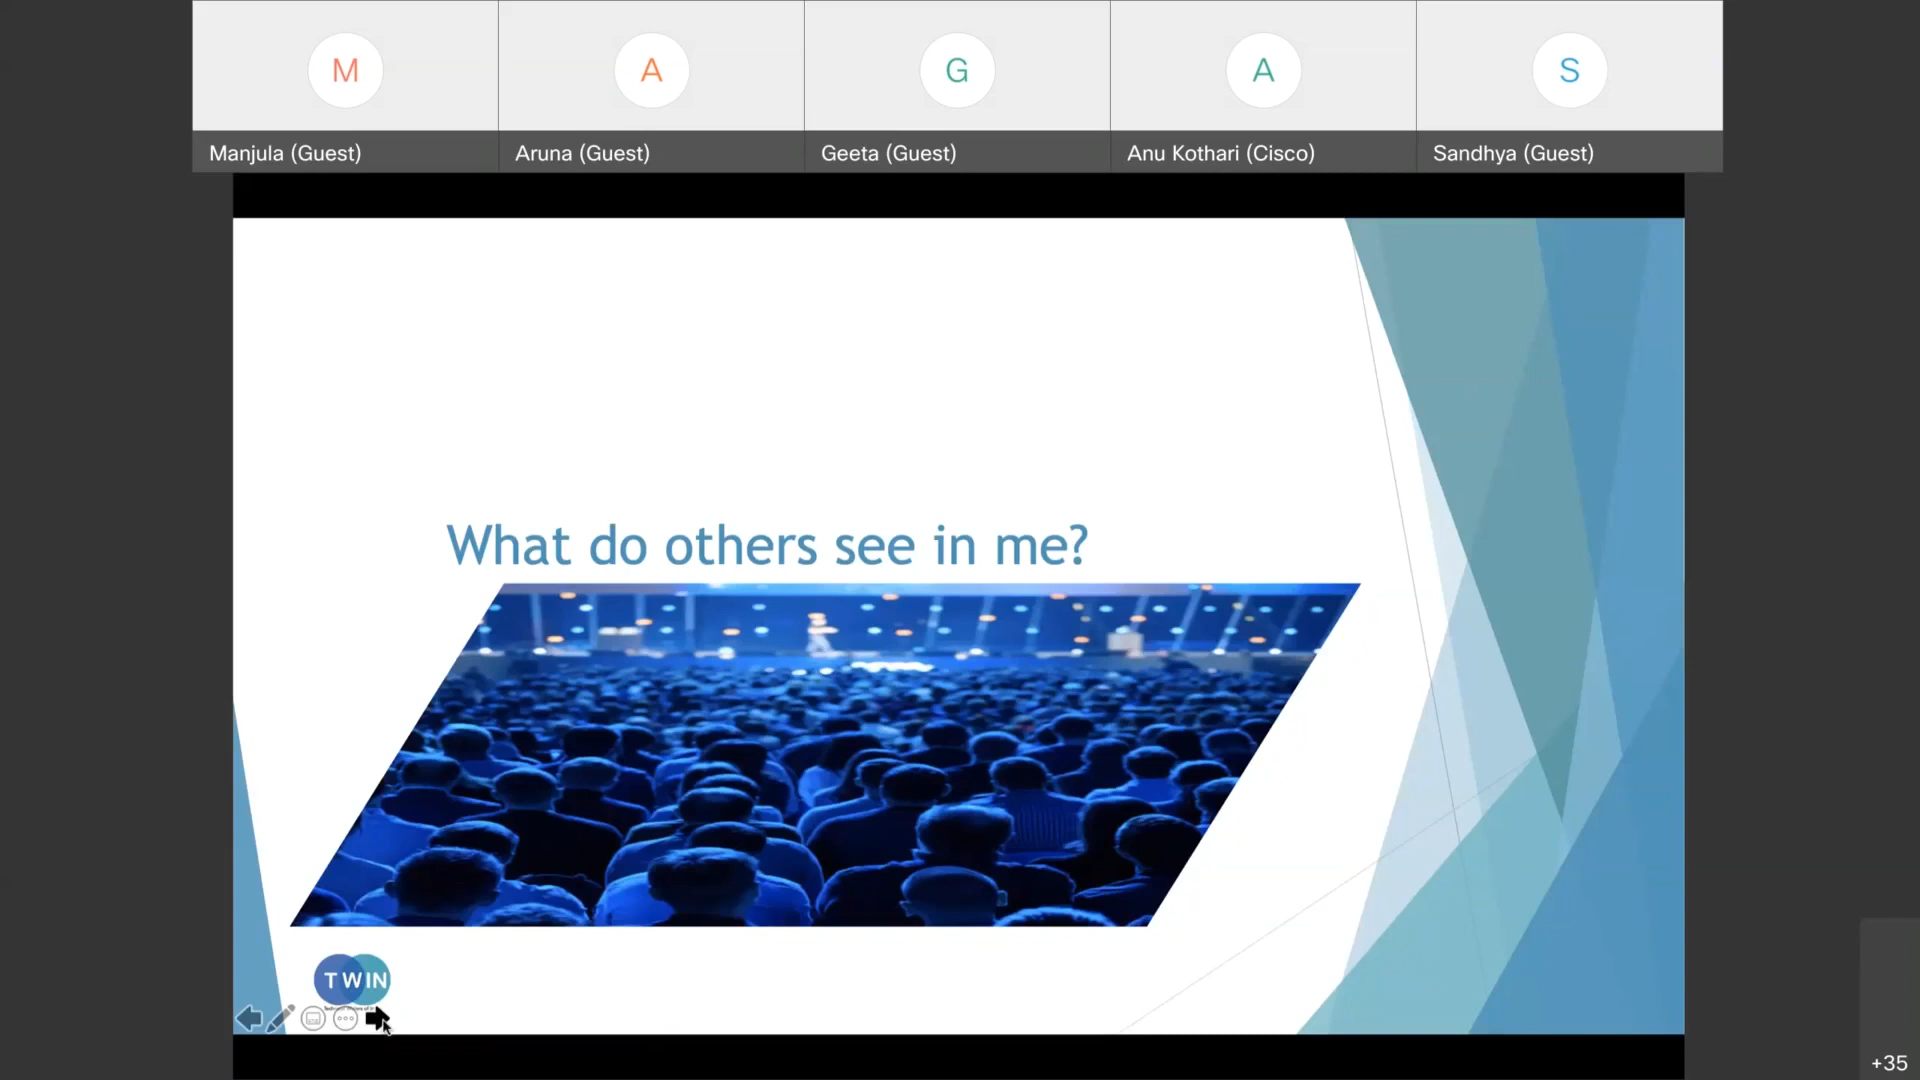 M
A
G
A
S
Manjula (Guest)
Aruna (Guest)
Geeta (Guest)
Anu Kothari (Cisco)
Sandhya (Guest)
What do others see in me?
TWIN
+35